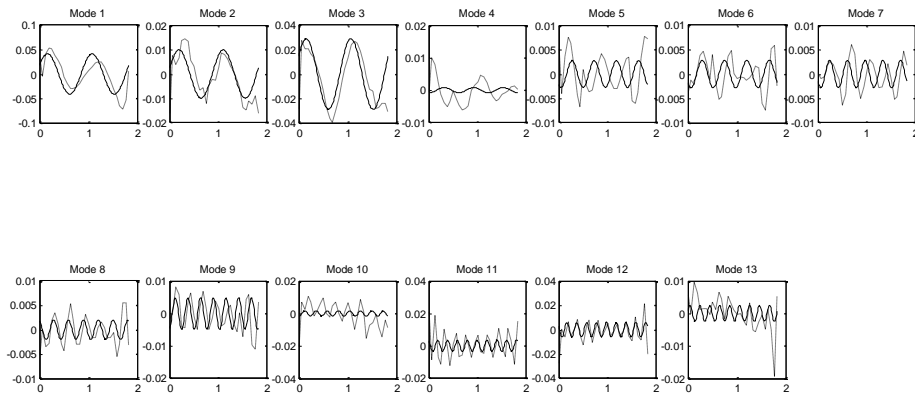 Mode 1 Mode 2 Mode 3 Mode 4 Mode 5 Mode 6 Mode 7
0.1 0.02 0.04 0.02 0.01 0.01 0.01
0.05 0.01 0.02 0.01 0.005 0.005 0.005
0 0 0 0 0 0 0
-0.05 -0.01 -0.02 -0.005 -0.005 -0.005
-0.1 -0.02 -0.04 -0.01 -0.01 -0.01 -0.01
0 1 2 0 1 2 0 1 2 0 1 2 0 1 2 0 1 2 0 1 2
Mode 8 Mode 9 Mode 10 Mode 11 Mode 12 Mode 13
0.01 0.01 0.02 0.04 0.04 0.01
0.005 0.02 0.02
0 0 0 0 0 0
-0.005 -0.01 -0.02 -0.02 -0.01
-0.01 -0.02 -0.04 -0.02 -0.04 -0.02
0 1 2 0 1 2 0 1 2 0 1 2 0 1 2 0 1 2